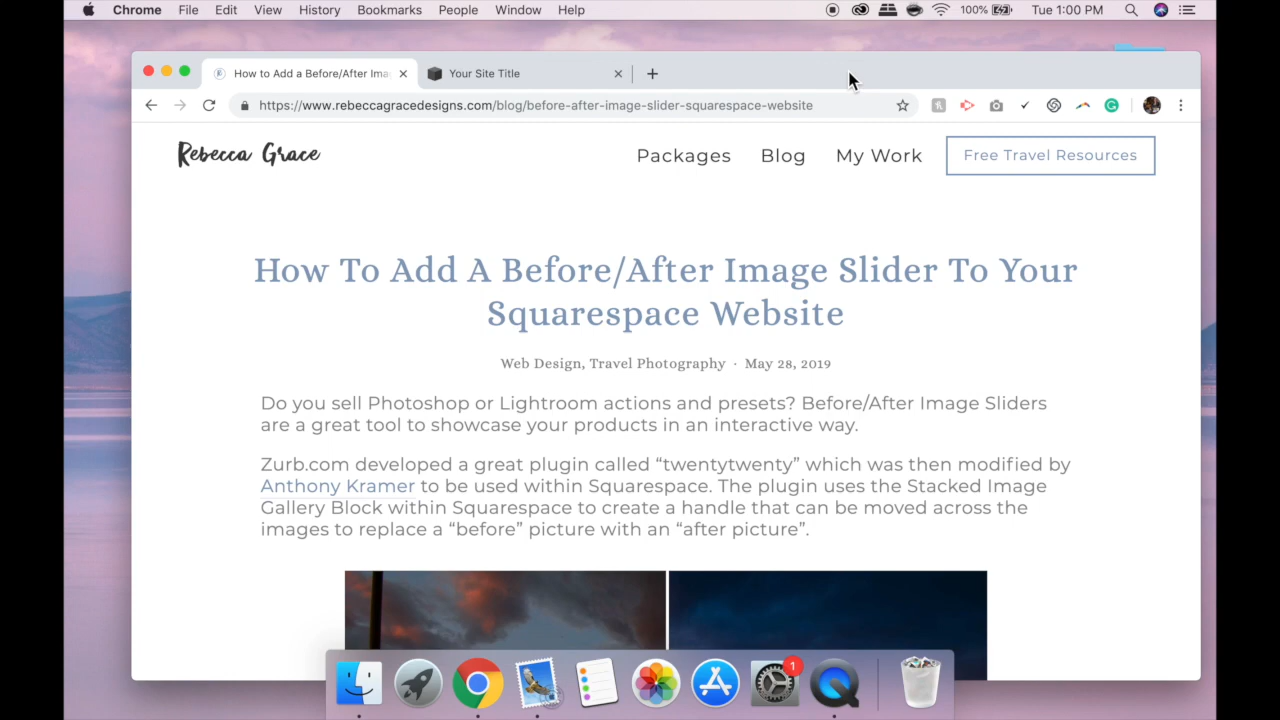 Chrome File Edit View History Bookmarks People Window Help 100% Tue 1:00 PM
How to Add a Before/After Ima Your Site Title
https://www.rebeccagracedesigns.com/blog/before-after-image-slider-squarespace-website
Rebecca Grace Packages Blog My Work Free Travel Resources
How To Add A Before/After Image Slider To Your
Squarespace Website
Web Design, Travel Photography · May 28, 2019
Do you sell Photoshop or Lightroom actions and presets? Before/After Image Sliders
are a great tool to showcase your products in an interactive way.
Zurb.com developed a great plugin called “twentytwenty” which was then modified by
Anthony Kramer to be used within Squarespace. The plugin uses the Stacked Image
Gallery Block within Squarespace to create a handle that can be moved across the
images to replace a “before” picture with an “after picture”.
1